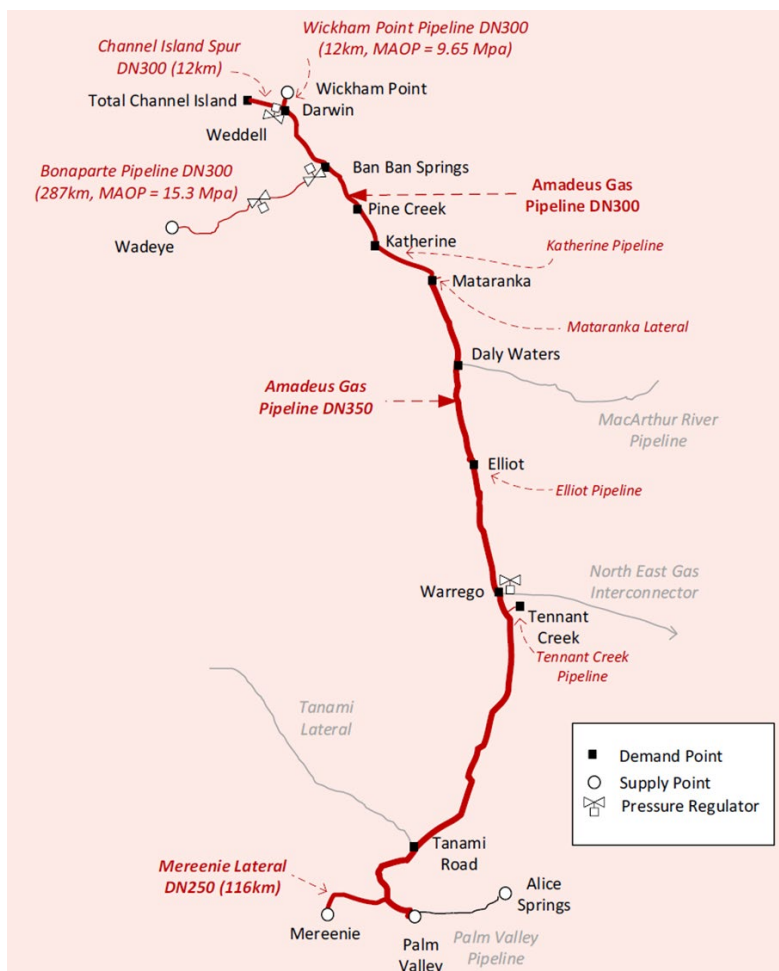 Wickham Point Pipeline DN300
(12km, MAOP = 9.65 Mpa)
Channel Island Spur
DN300 (12km)
Wickham Point
Total Channel Island
Darwin
Weddell
Bonaparte Pipeline DN300
(287km, MAOP = 15.3 Mpa)
Ban Ban Springs
Amadeus Gas
Pipeline DN300
Pine Creek
Wadeye
Katherine
Katherine Pipeline
Mataranka
Mataranka Lateral
Daly Waters
Amadeus Gas
Pipeline DN350
MacArthur River
Pipeline
Elliot
Elliot Pipeline
Warrego
North East Gas
Interconnector
Tennant
Creek
Tennant Creek
Pipeline
Tanami
Lateral
Demand Point
Supply Point
Pressure Regulator
Tanami
Road
Mereenie Lateral
DN250 (116km)
Alice
Springs
Mereenie
Palm
Valley
Palm Valley
Pipeline